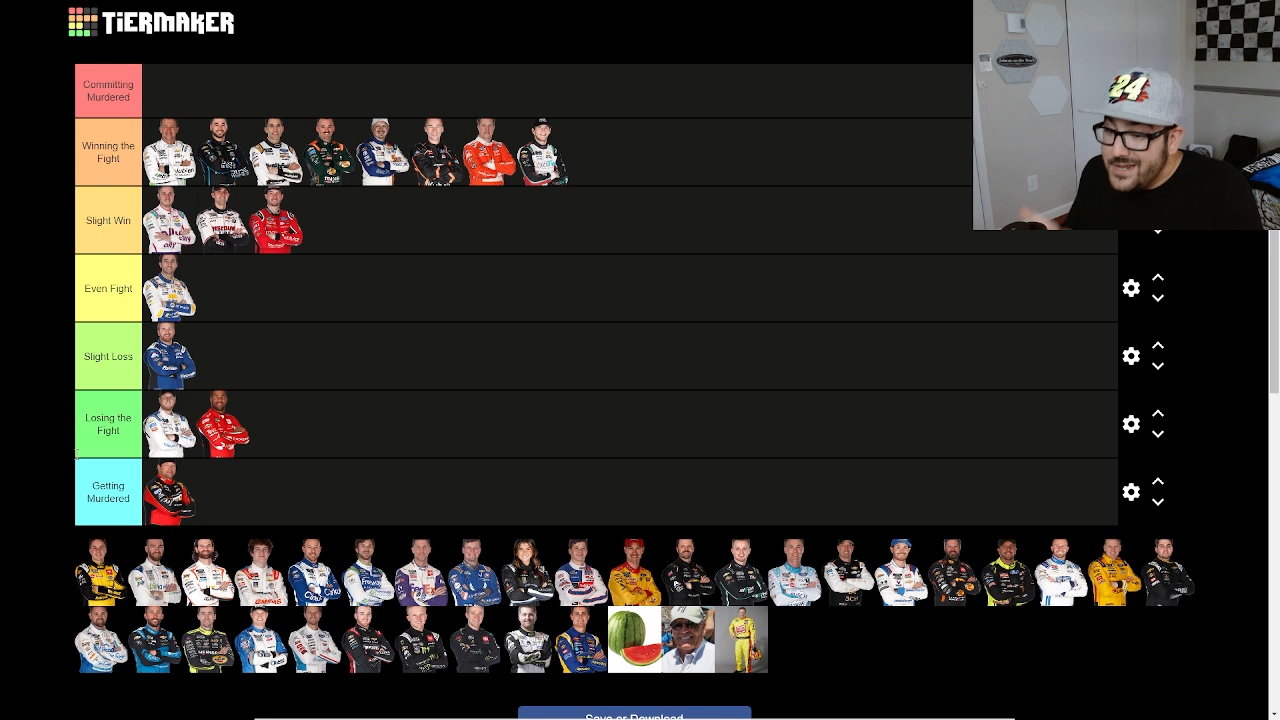 TiERMAKER
24
Committing
Murdered
Winning the
Fight
Slight Win
Even Fight
Slight Loss
Losing the
Fight
Getting
Murdered
Save or Download